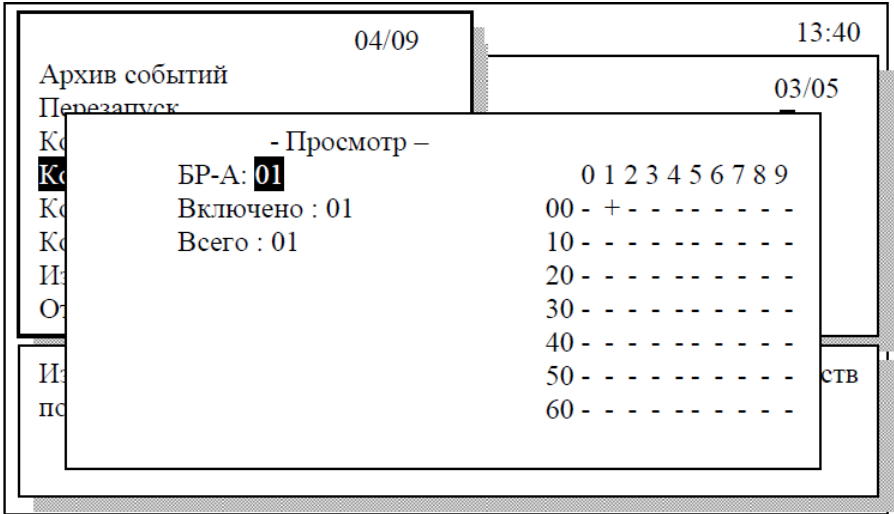 04/09
13:40
Архив событий
03/05
Перезапуск
- Просмотр –
БР-А: 01
0 1 2 3 4 5 6 7 8 9
Включено : 01
00 - + - - - - - - - -
Всего : 01
10 - - - - - - - - - -
20 - - - - - - - - - -
30 - - - - - - - - - -
40 - - - - - - - - - -
50 - - - - - - - - - -
60 - - - - - - - - - -